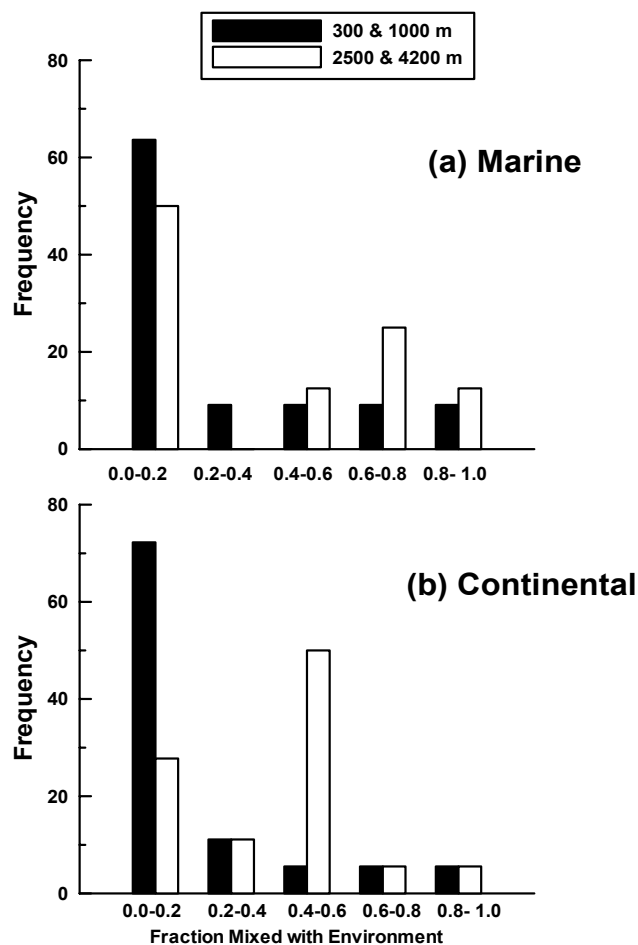 300 & 1000 m
2500 & 4200 m
80
60
40
20
0
Frequency
(a) Marine
0.0-0.2 0.2-0.4 0.4-0.6 0.6-0.8 0.8- 1.0
80
60
40
20
0
Frequency
(b) Continental
0.0-0.2 0.2-0.4 0.4-0.6 0.6-0.8 0.8- 1.0
Fraction Mixed with Environment